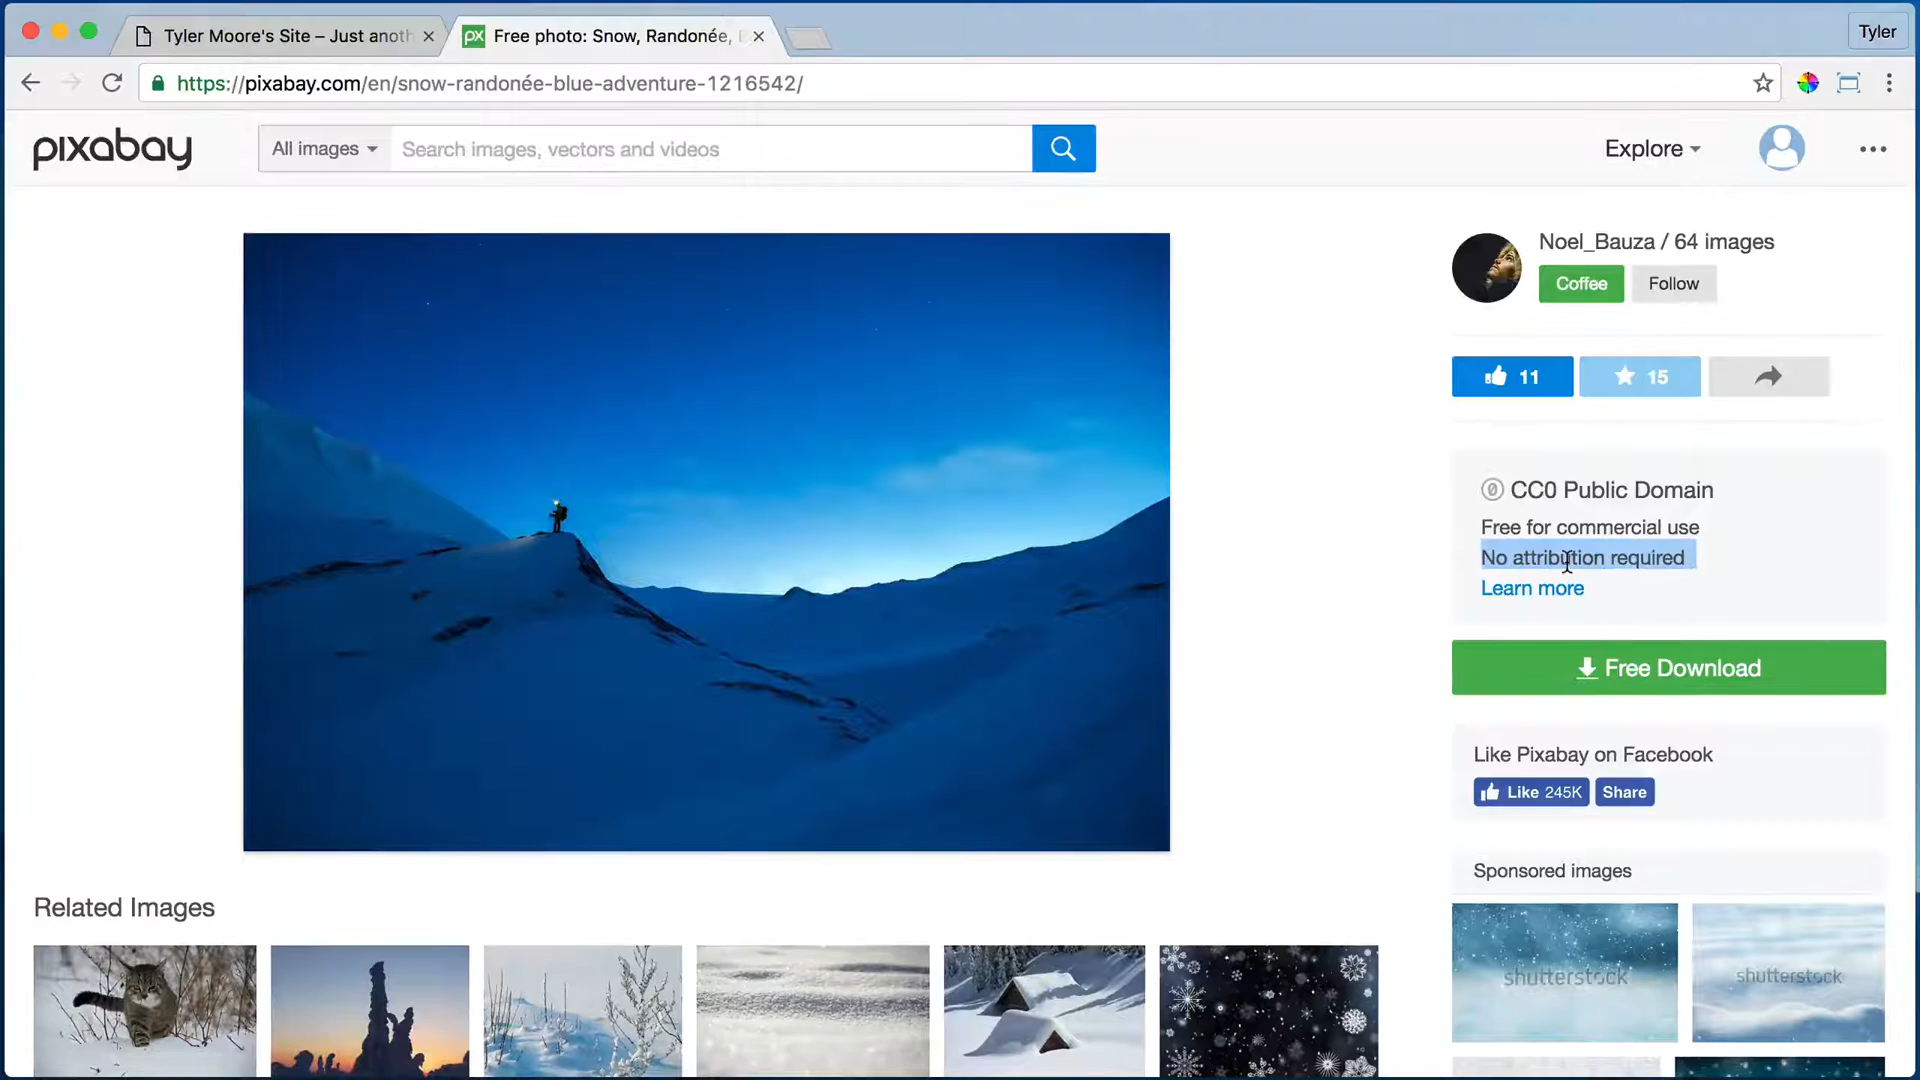 Tyler Moore's Site – Just anoth
Free photo: Snow, Randonée,
Tyler
https://pixabay.com/en/snow-randonée-blue-adventure-1216542/
pixabay
All images
Search images, vectors and videos
Explore
Noel_Bauza / 64 images
Coffee
Follow
11
15
CC0 Public Domain
Free for commercial use
No attribution required
Learn more
Free Download
Like Pixabay on Facebook
Like 245K
Share
Sponsored images
shutterstock
shutterstock
Related Images